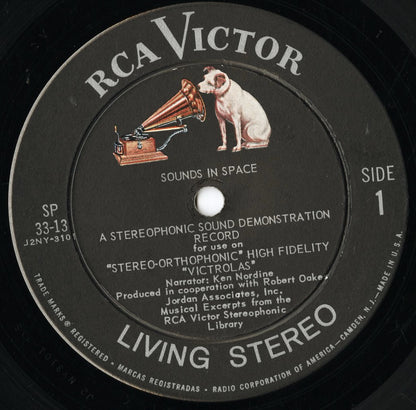 RCA VICTOR
SOUNDS IN SPACE
SP
33-13
J2NY-3101
SIDE
1
A STEREOPHONIC SOUND DEMONSTRATION
RECORD
for use on
"STEREO-ORTHOPHONIC" HIGH FIDELITY
"VICTROLAS"
Narrator: Ken Nordine
Produced in cooperation with Robert Oakes
Jordan Associates, Inc.
Musical Excerpts from the
RCA Victor Stereophonic
Library
LIVING STEREO
TRADE MARKS ® REGISTERED • MARCAS REGISTRADAS • RADIO CORPORATION OF AMERICA—CAMDEN, N.J.—MADE IN U.S.A.